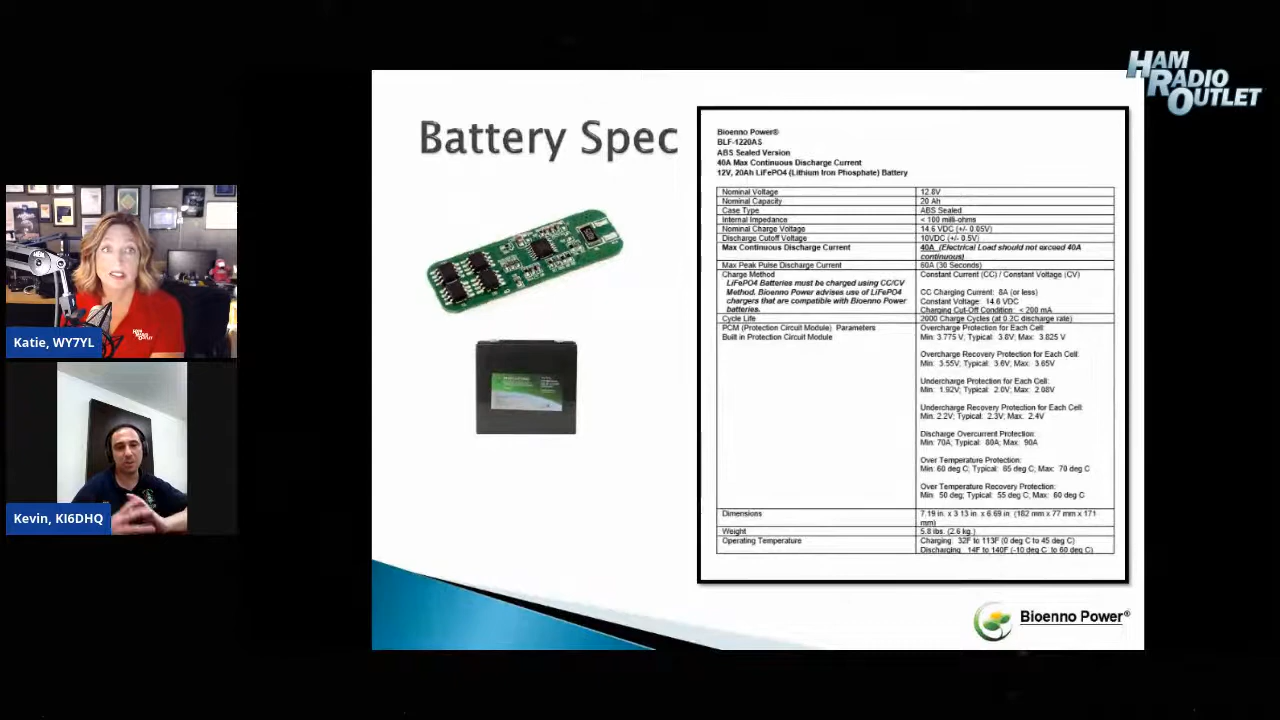 HAM
RADIO
OUTLET
Battery Spec
Bioenno Power®
BLF-1220AS
ABS Sealed Version
40A Max Continuous Discharge Current
12V, 20Ah LiFePO4 (Lithium Iron Phosphate) Battery
Nominal Voltage 12.8V
Nominal Capacity 20 Ah
Case Type ABS Sealed
Internal Impedance < 100 milli-ohms
Nominal Charge Voltage 14.6 VDC (+/- 0.05V)
Discharge Cutoff Voltage 10VDC (+/- 0.5V)
Max Continuous Discharge Current 40A (Electrical Load should not exceed 40A
continuous)
Max Peak Pulse Discharge Current 60A (30 Seconds)
Charge Method Constant Current (CC) / Constant Voltage (CV)
LiFePO4 Batteries must be charged using CC/CV
Method. Bioenno Power advises use of LiFePO4 CC Charging Current: 8A (or less)
chargers that are compatible with Bioenno Power Constant Voltage: 14.6 VDC
batteries. Charging Cut-Off Condition: < 200 mA
Cycle Life 2000 Charge Cycles (at 0.2C discharge rate)
PCM (Protection Circuit Module) Parameters Overcharge Protection for Each Cell:
Built in Protection Circuit Module Min: 3.775 V, Typical: 3.8V; Max: 3.825 V
Overcharge Recovery Protection for Each Cell:
Min: 3.55V; Typical: 3.6V; Max: 3.65V
Undercharge Protection for Each Cell:
Min: 1.92V; Typical: 2.0V; Max: 2.08V
Undercharge Recovery Protection for Each Cell:
Min: 2.2V; Typical: 2.3V; Max: 2.4V
Discharge Overcurrent Protection:
Min: 70A; Typical: 80A; Max: 90A
Over Temperature Protection:
Min: 60 deg C; Typical: 65 deg C; Max: 70 deg C
Over Temperature Recovery Protection:
Min: 50 deg; Typical: 55 deg C; Max: 60 deg C
Dimensions 7.19 in. x 3.13 in. x 6.69 in. (182 mm x 77 mm x 171
mm)
Weight 5.8 lbs. (2.6 kg.)
Operating Temperature Charging: 32F to 113F (0 deg C to 45 deg C)
Discharging: 14F to 140F (-10 deg C to 60 deg C)
Katie, WY7YL
HAM
RADIO
OUTLET
Kevin, KI6DHQ
Bioenno Power®